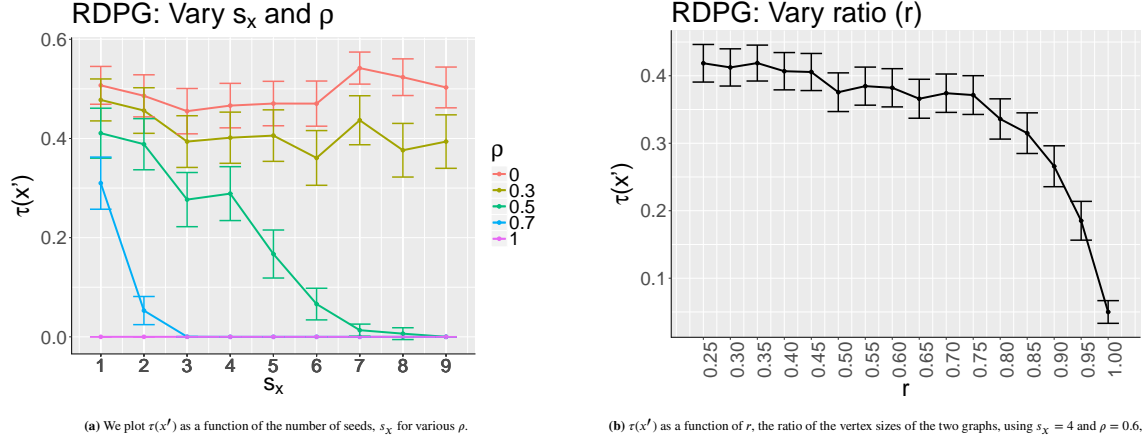 RDPG: Vary sₓ and ρ
0.6
0.4
0.2
0.0
τ(x')
1 2 3 4 5 6 7 8 9
sₓ
ρ
0
0.3
0.5
0.7
1
(a) We plot τ(x′) as a function of the number of seeds, sₓ for various ρ.
RDPG: Vary ratio (r)
0.4
0.3
0.2
0.1
τ(x')
0.25 0.30 0.35 0.40 0.45 0.50 0.55 0.60 0.65 0.70 0.75 0.80 0.85 0.90 0.95 1.00
r
(b) τ(x′) as a function of r, the ratio of the vertex sizes of the two graphs, using sₓ = 4 and ρ = 0.6,